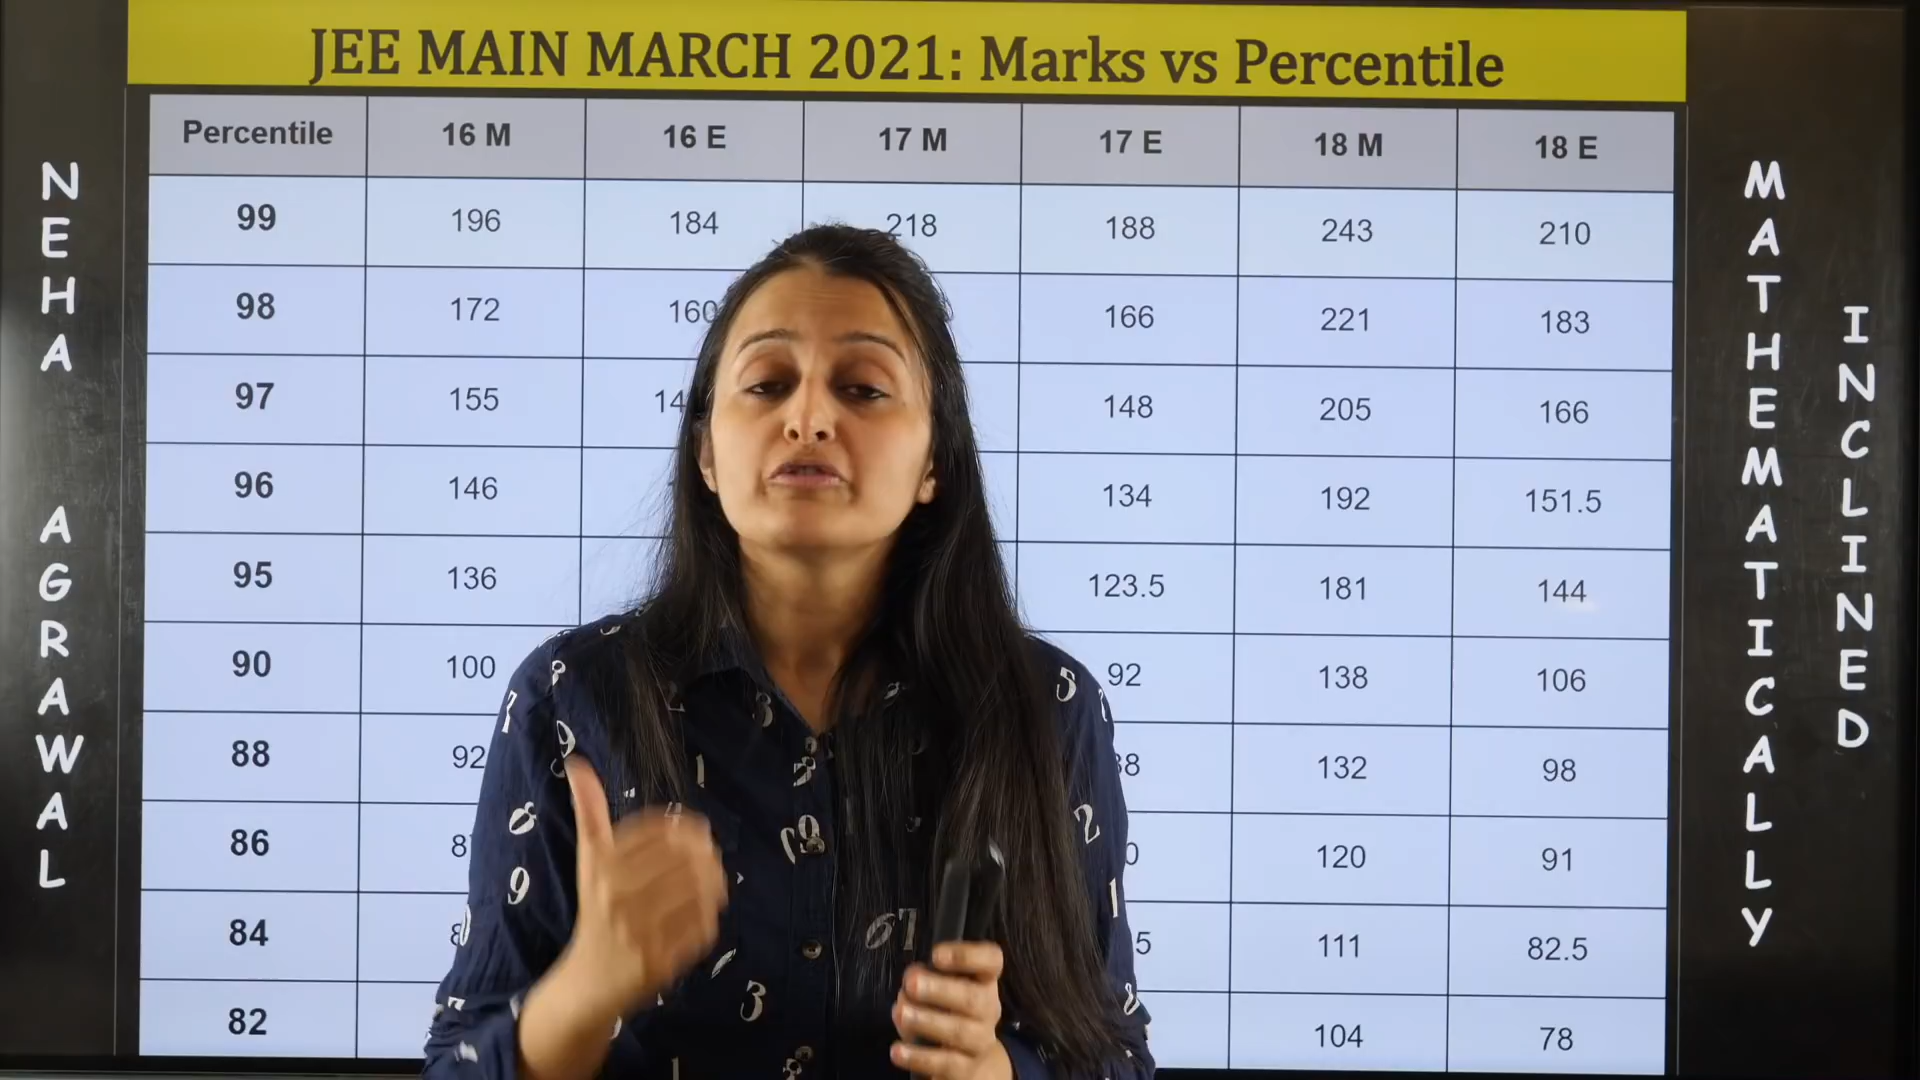 JEE MAIN MARCH 2021: Marks vs Percentile
Percentile 16 M 16 E 17 M 17 E 18 M 18 E
99 196 184 218 188 243 210
98 172 160 166 221 183
97 155 148 205 166
96 146 134 192 151.5
95 136 123.5 181 144
90 100 92 138 106
88 92 132 98
86 120 91
84 111 82.5
82 104 78
NEHA AGRAWAL
MATHEMATICALLY
INCLINED